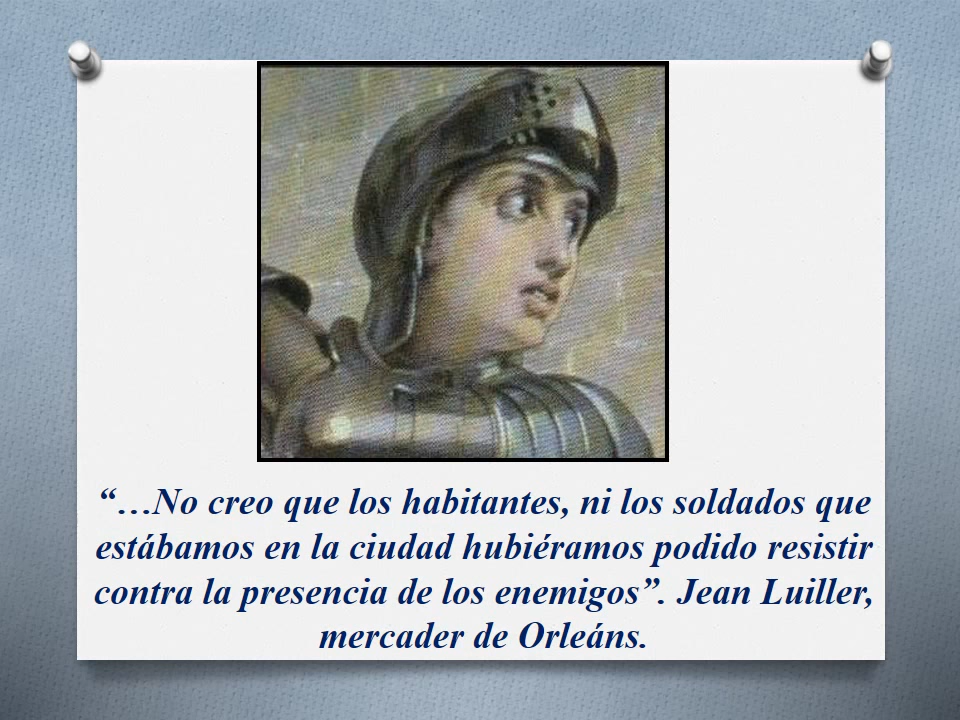 “…No creo que los habitantes, ni los soldados que
estábamos en la ciudad hubiéramos podido resistir
contra la presencia de los enemigos”. Jean Luiller,
mercader de Orleáns.